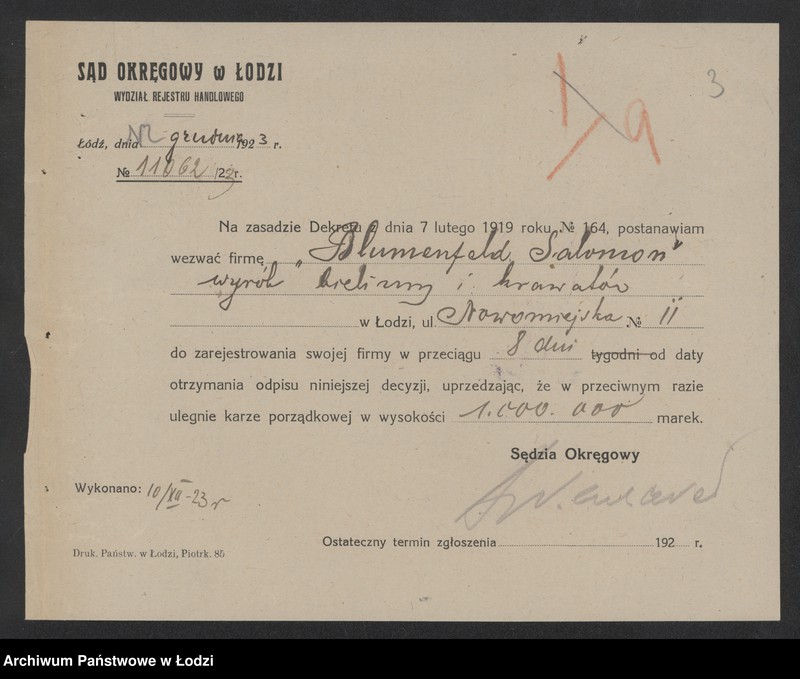 3
SĄD OKRĘGOWY w ŁODZI
WYDZIAŁ REJESTRU HANDLOWEGO
Łódź, dnia grudnia 1923 r.
№ 11062/23 r.
Na zasadzie Dekretu z dnia 7 lutego 1919 roku № 164, postanawiam
wezwać firmę „Blumenfeld Salomon"
wyrób bielizny i krawatów
w Łodzi, ul. Nowomiejska № 11
do zarejestrowania swojej firmy w przeciągu 8 dni tygodni od daty
otrzymania odpisu niniejszej decyzji, uprzedzając, że w przeciwnym razie
ulegnie karze porządkowej w wysokości 1.000.000 marek.
Sędzia Okręgowy
Wykonano: 10/XII-23 r
Ostateczny termin zgłoszenia 192 r.
Druk. Państw. w Łodzi, Piotrk. 85
Archiwum Państwowe w Łodzi